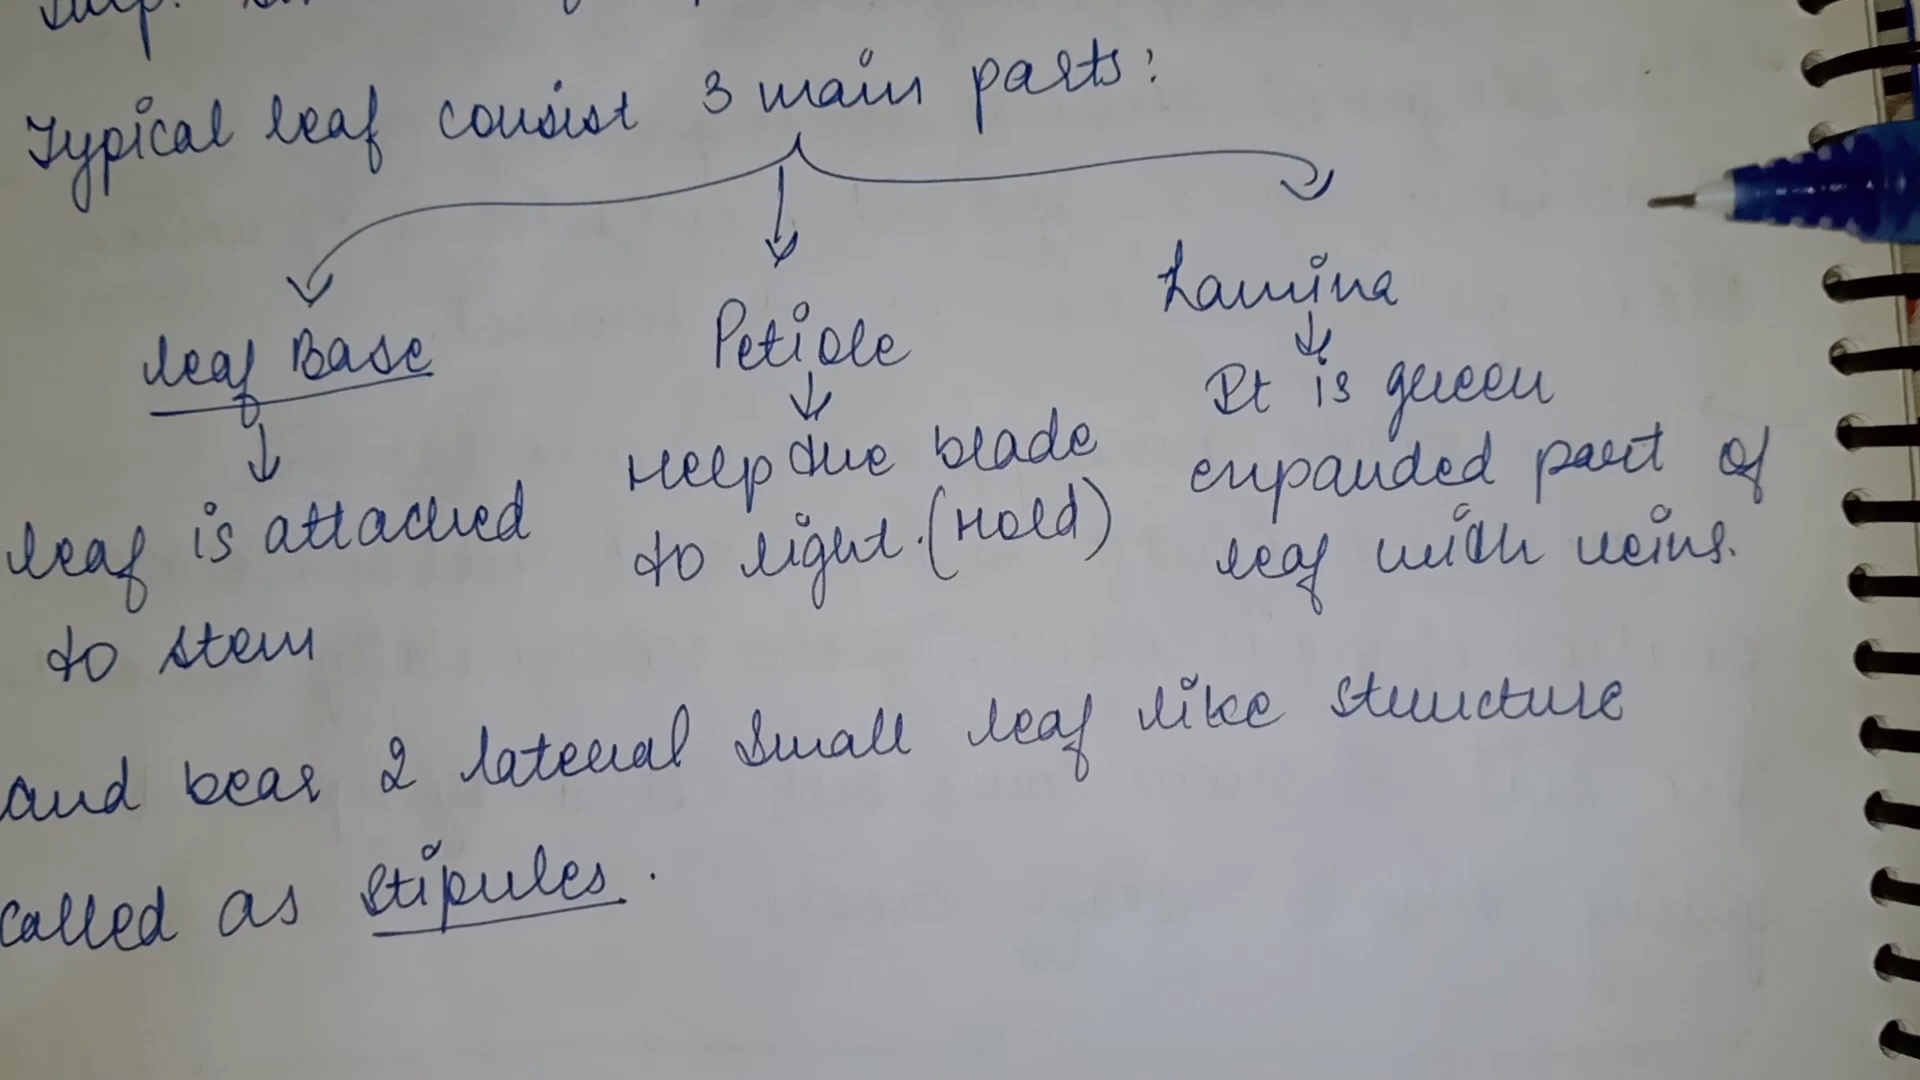 Typical leaf consist 3 main parts:
leaf Base
leaf is attached
to stem
and bear 2 lateral small leaf like structure
called as stipules.
Petiole
Help the blade
to light. (Hold)
Lamina
It is green
expanded part of
leaf with veins.